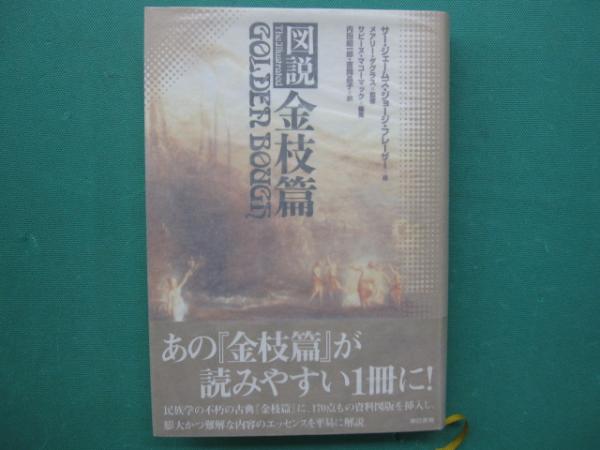 サー・ジェームズ・ジョージ・フレーザー・著
メアリー・ダグラス・監修
サビーヌ・マコーマック・編集
内田昭一郎・吉岡晶子・訳
図説
金枝篇
The Illustrated
GOLDEN BOUGH
あの『金枝篇』が
読みやすい1冊に!
民族学の不朽の古典『金枝篇』に、170点もの資料図版を挿入し、
膨大かつ難解な内容のエッセンスを平易に解説
東京書籍